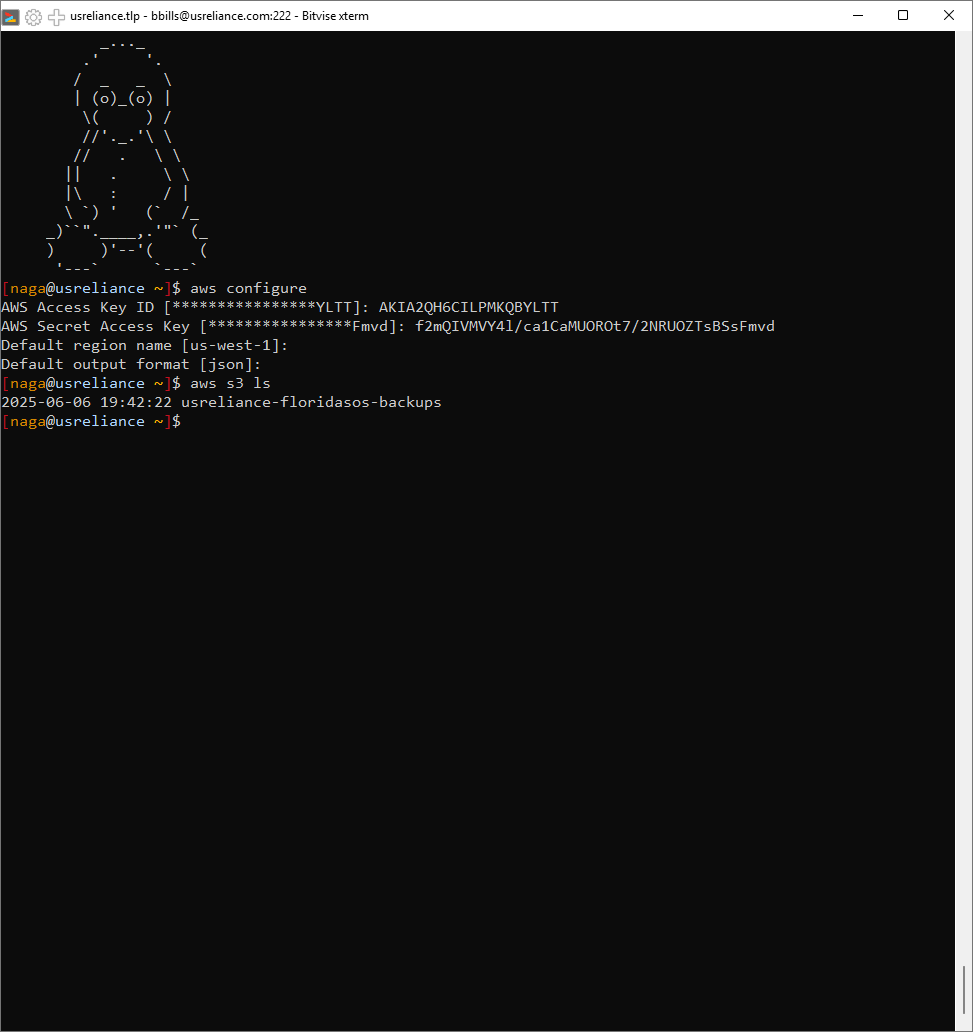 usreliance.tlp - bbills@usreliance.com:222 - Bitvise xterm
[naga@usreliance ~]$ aws configure
AWS Access Key ID [****************YLTT]: AKIA2QH6CILPMKQBYLTT
AWS Secret Access Key [****************Fmvd]: 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
Default region name [us-west-1]:
Default output format [json]:
[naga@usreliance ~]$ aws s3 ls
2025-06-06 19:42:22 usreliance-floridasos-backups
[naga@usreliance ~]$